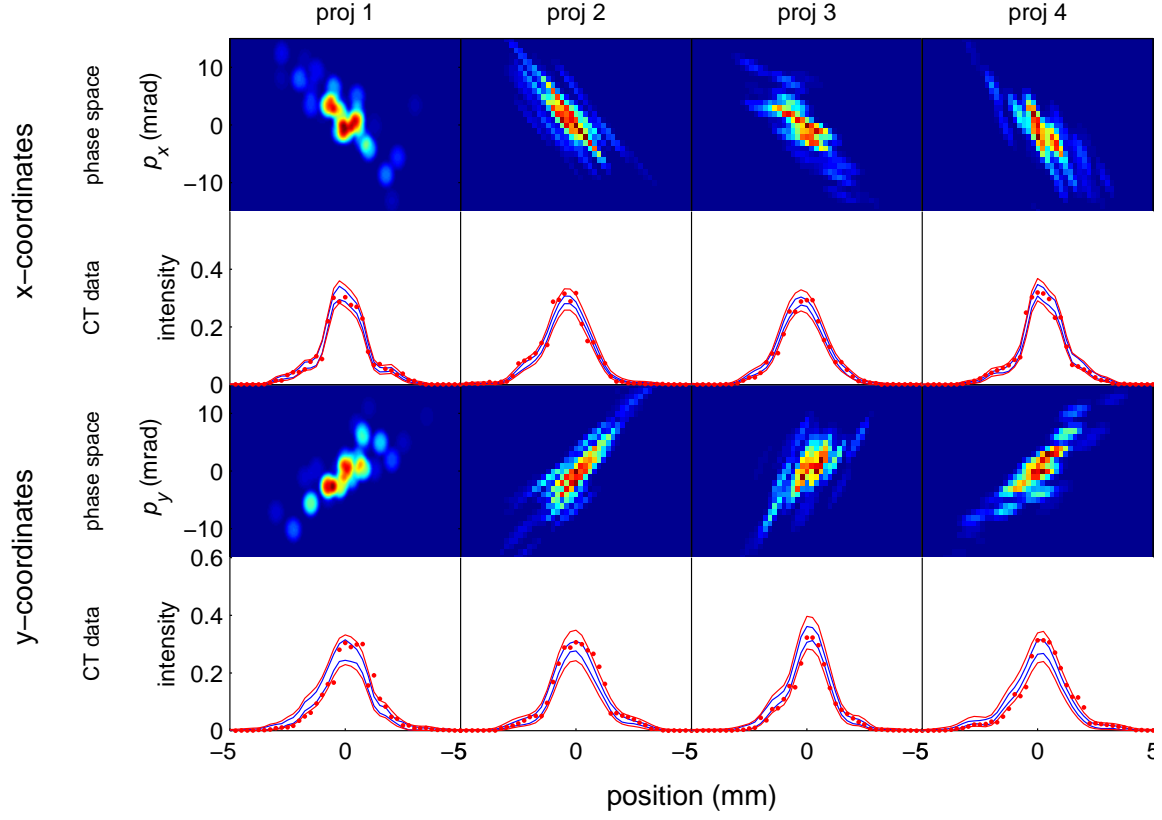 proj 1 proj 2 proj 3 proj 4
x−coordinates
phase space
p_x (mrad)
10
0
−10
CT data
intensity
0.4
0.2
0
y−coordinates
phase space
p_y (mrad)
10
0
−10
CT data
intensity
0.6
0.4
0.2
0
−5 0 −5 0 −5 0 −5 0 5
position (mm)